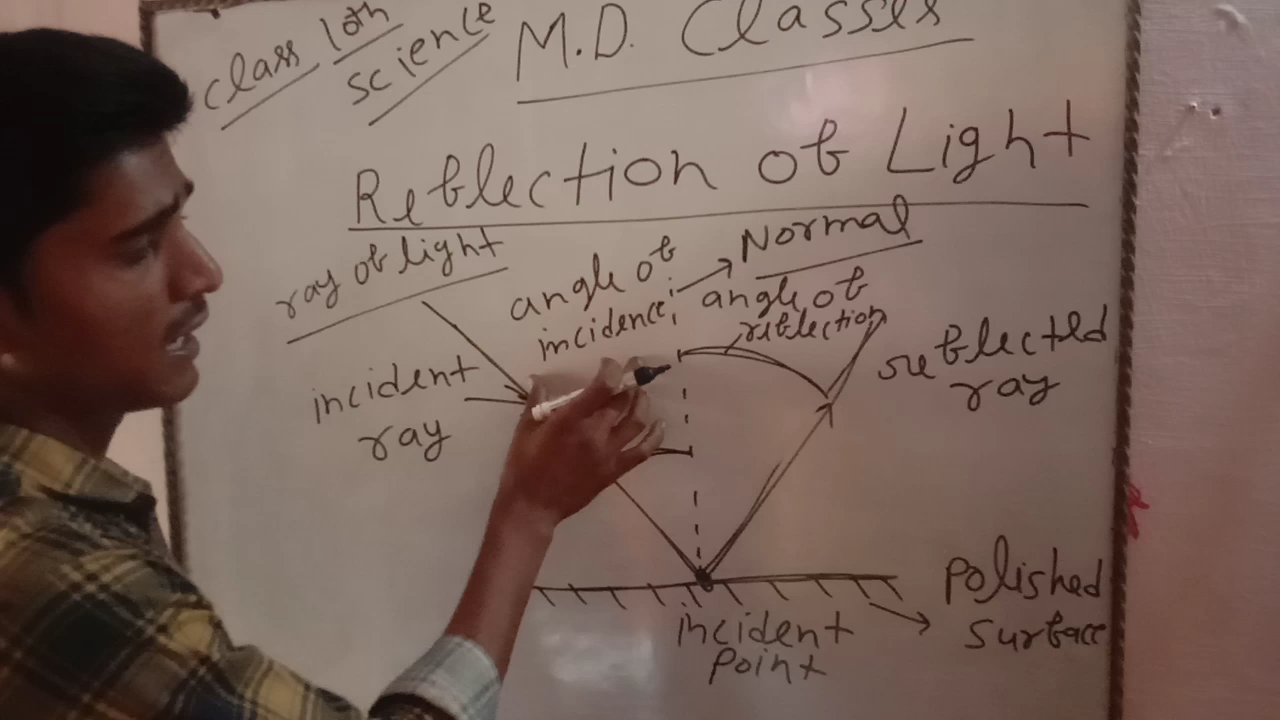 Class 10th
science
M.D. Classes
Reflection of Light
ray of light
Normal
angle of
incidence
angle of
reflection
incident
ray
reflected
ray
incident
point
polished
surface